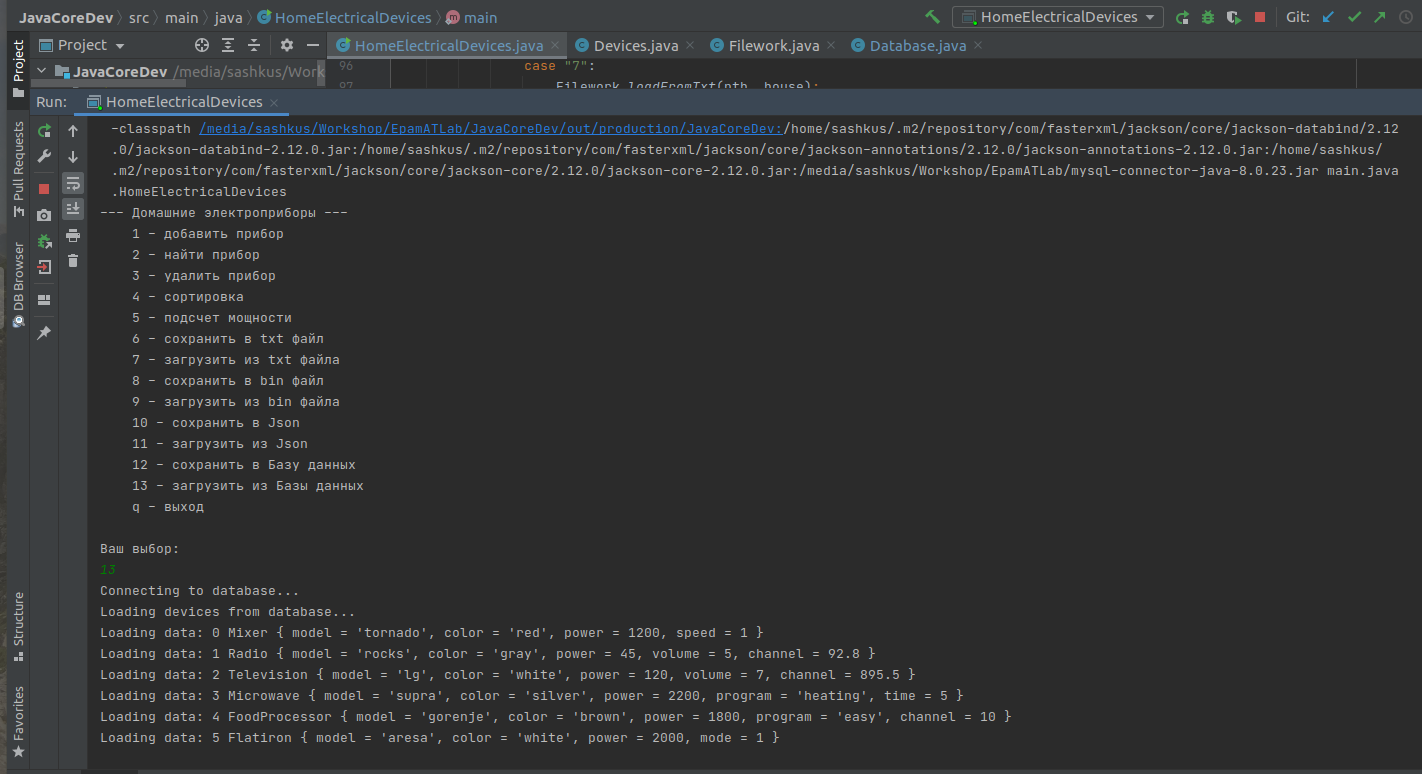 JavaCoreDev 〉 src 〉 main 〉 java 〉 HomeElectricalDevices 〉 main
HomeElectricalDevices
Git:
Project
HomeElectricalDevices.java
Devices.java
Filework.java
Database.java
JavaCoreDev /media/sashkus/Work
96 case "7":
97 Filework.loadFromTxt(pth, house);
Run: HomeElectricalDevices
-classpath /media/sashkus/Workshop/EpamATLab/JavaCoreDev/out/production/JavaCoreDev:/home/sashkus/.m2/repository/com/fasterxml/jackson/core/jackson-databind/2.12
.0/jackson-databind-2.12.0.jar:/home/sashkus/.m2/repository/com/fasterxml/jackson/core/jackson-annotations/2.12.0/jackson-annotations-2.12.0.jar:/home/sashkus/
.m2/repository/com/fasterxml/jackson/core/jackson-core/2.12.0/jackson-core-2.12.0.jar:/media/sashkus/Workshop/EpamATLab/mysql-connector-java-8.0.23.jar main.java
.HomeElectricalDevices
--- Домашние электроприборы ---
1 - добавить прибор
2 - найти прибор
3 - удалить прибор
4 - сортировка
5 - подсчет мощности
6 - сохранить в txt файл
7 - загрузить из txt файла
8 - сохранить в bin файл
9 - загрузить из bin файла
10 - сохранить в Json
11 - загрузить из Json
12 - сохранить в Базу данных
13 - загрузить из Базы данных
q - выход
Ваш выбор:
13
Connecting to database...
Loading devices from database...
Loading data: 0 Mixer { model = 'tornado', color = 'red', power = 1200, speed = 1 }
Loading data: 1 Radio { model = 'rocks', color = 'gray', power = 45, volume = 5, channel = 92.8 }
Loading data: 2 Television { model = 'lg', color = 'white', power = 120, volume = 7, channel = 895.5 }
Loading data: 3 Microwave { model = 'supra', color = 'silver', power = 2200, program = 'heating', time = 5 }
Loading data: 4 FoodProcessor { model = 'gorenje', color = 'brown', power = 1800, program = 'easy', channel = 10 }
Loading data: 5 Flatiron { model = 'aresa', color = 'white', power = 2000, mode = 1 }
Project
Pull Requests
DB Browser
Structure
Favorites